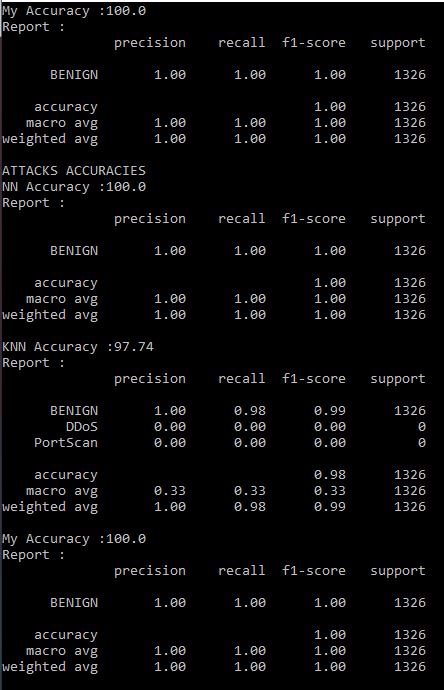 My Accuracy :100.0
Report :
precision recall f1-score support
BENIGN 1.00 1.00 1.00 1326
accuracy 1.00 1326
macro avg 1.00 1.00 1.00 1326
weighted avg 1.00 1.00 1.00 1326
ATTACKS ACCURACIES
NN Accuracy :100.0
Report :
precision recall f1-score support
BENIGN 1.00 1.00 1.00 1326
accuracy 1.00 1326
macro avg 1.00 1.00 1.00 1326
weighted avg 1.00 1.00 1.00 1326
KNN Accuracy :97.74
Report :
precision recall f1-score support
BENIGN 1.00 0.98 0.99 1326
DDoS 0.00 0.00 0.00 0
PortScan 0.00 0.00 0.00 0
accuracy 0.98 1326
macro avg 0.33 0.33 0.33 1326
weighted avg 1.00 0.98 0.99 1326
My Accuracy :100.0
Report :
precision recall f1-score support
BENIGN 1.00 1.00 1.00 1326
accuracy 1.00 1326
macro avg 1.00 1.00 1.00 1326
weighted avg 1.00 1.00 1.00 1326